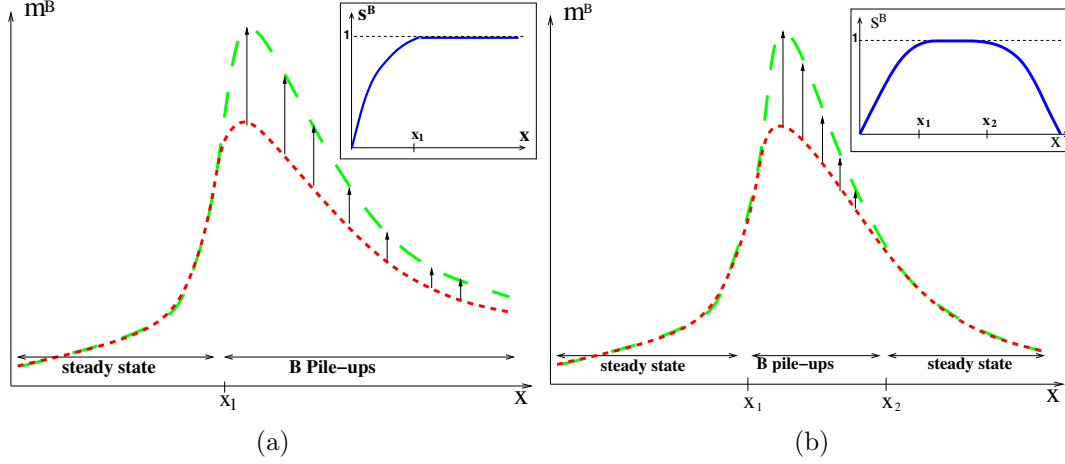 m^B
s^B
1
x_1
x
steady state
B Pile-ups
x_1
x
(a)
m^B
S^B
1
x_1
x_2
X
steady state
B pile-ups
steady state
x_1
x_2
x
(b)